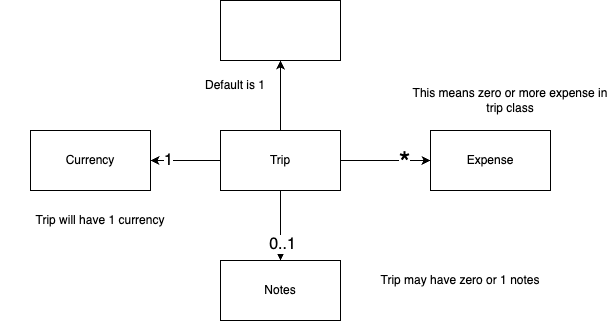 Default is 1
This means zero or more expense in
trip class
Currency
1
Trip
*
Expense
Trip will have 1 currency
0..1
Trip may have zero or 1 notes
Notes